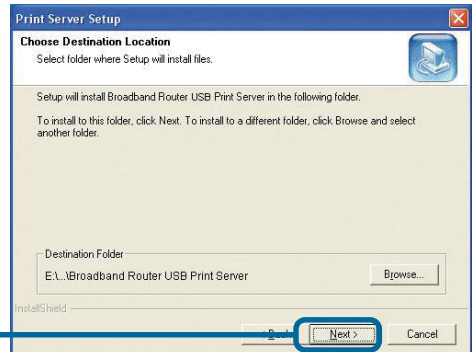 Print Server Setup
Choose Destination Location
Select folder where Setup will install files.
Setup will install Broadband Router USB Print Server in the following folder.
To install to this folder, click Next. To install to a different folder, click Browse and select
another folder.
Destination Folder
E:\...\Broadband Router USB Print Server
Browse...
InstallShield
Next >
Cancel